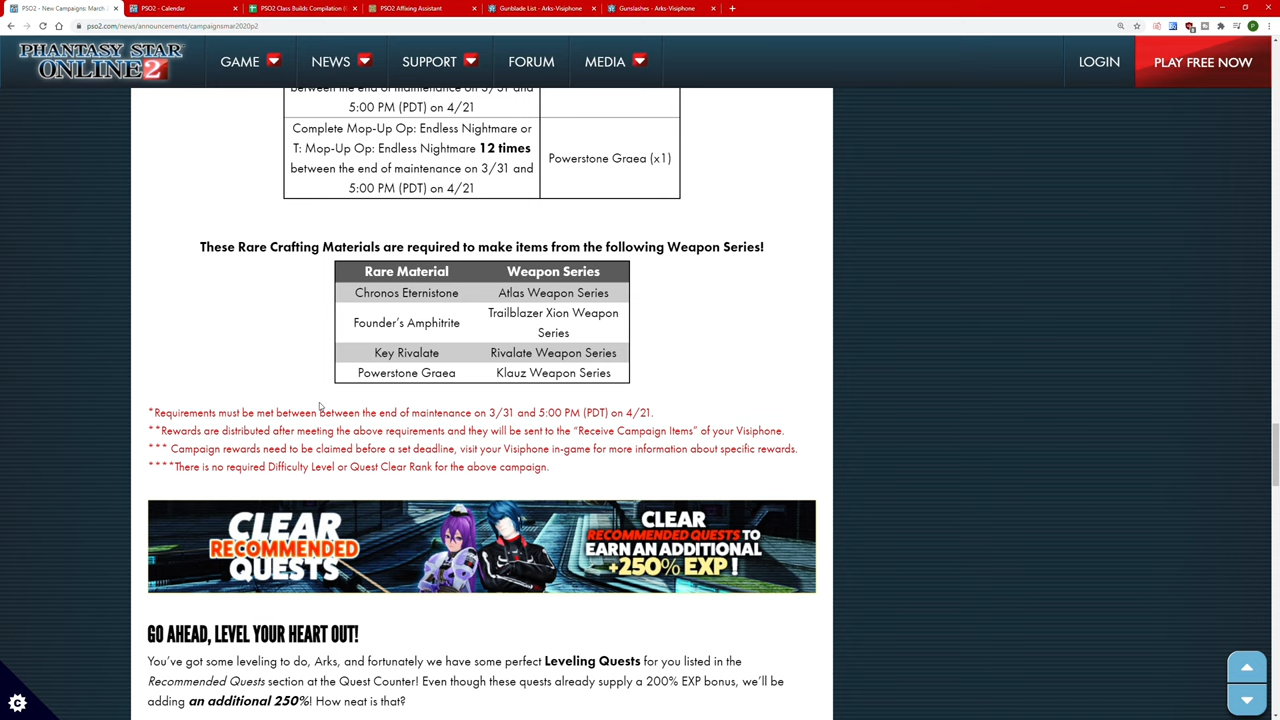 PSO2 - New Campaigns: March
PSO2 - Calendar
PSO2 Class Builds Compilation (
PSO2 Affixing Assistant
Gunblade List - Arks-Visiphone
Gunslashes - Arks-Visiphone
pso2.com/news/announcements/campaignsmar2020p2
PHANTASY STAR
ONLINE 2
GAME
NEWS
SUPPORT
FORUM
MEDIA
LOGIN
PLAY FREE NOW
between the end of maintenance on 3/31 and
5:00 PM (PDT) on 4/21
Complete Mop-Up Op: Endless Nightmare or
T: Mop-Up Op: Endless Nightmare 12 times
between the end of maintenance on 3/31 and
5:00 PM (PDT) on 4/21
Powerstone Graea (x1)
These Rare Crafting Materials are required to make items from the following Weapon Series!
Rare Material Weapon Series
Chronos Eternistone Atlas Weapon Series
Founder's Amphitrite Trailblazer Xion Weapon
Series
Key Rivalate Rivalate Weapon Series
Powerstone Graea Klauz Weapon Series
*Requirements must be met between between the end of maintenance on 3/31 and 5:00 PM (PDT) on 4/21.
**Rewards are distributed after meeting the above requirements and they will be sent to the "Receive Campaign Items" of your Visiphone.
*** Campaign rewards need to be claimed before a set deadline, visit your Visiphone in-game for more information about specific rewards.
****There is no required Difficulty Level or Quest Clear Rank for the above campaign.
CLEAR
RECOMMENDED
QUESTS
CLEAR
RECOMMENDED QUESTS TO
EARN AN ADDITIONAL
+250% EXP!
GO AHEAD, LEVEL YOUR HEART OUT!
You've got some leveling to do, Arks, and fortunately we have some perfect Leveling Quests for you listed in the
Recommended Quests section at the Quest Counter! Even though these quests already supply a 200% EXP bonus, we'll be
adding an additional 250%! How neat is that?